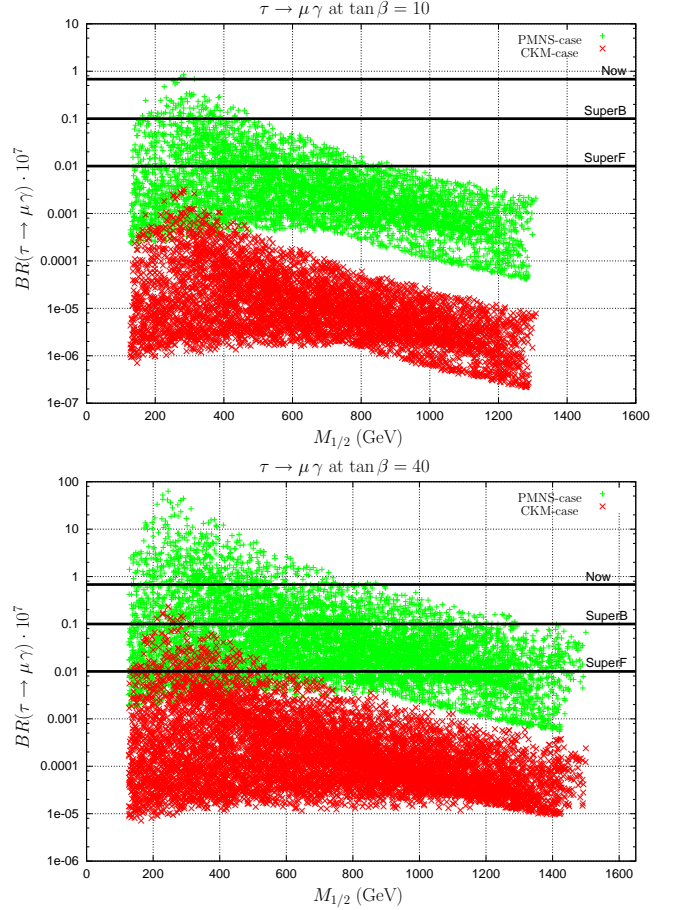 τ → μ γ at tan β = 10
BR(τ → μ γ) · 10^7
10
1
0.1
0.01
0.001
0.0001
1e-05
1e-06
1e-07
PMNS-case
CKM-case
Now
SuperB
SuperF
0 200 400 600 800 1000 1200 1400 1600
M_{1/2} (GeV)
τ → μ γ at tan β = 40
BR(τ → μ γ) · 10^7
100
10
1
0.1
0.01
0.001
0.0001
1e-05
1e-06
PMNS-case
CKM-case
Now
SuperB
SuperF
0 200 400 600 800 1000 1200 1400 1600
M_{1/2} (GeV)